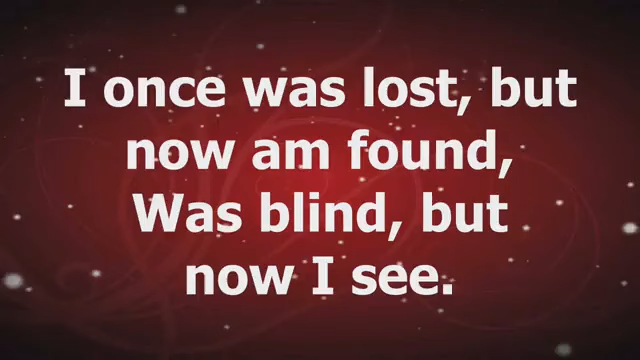 I once was lost, but
now am found,
Was blind, but
now I see.